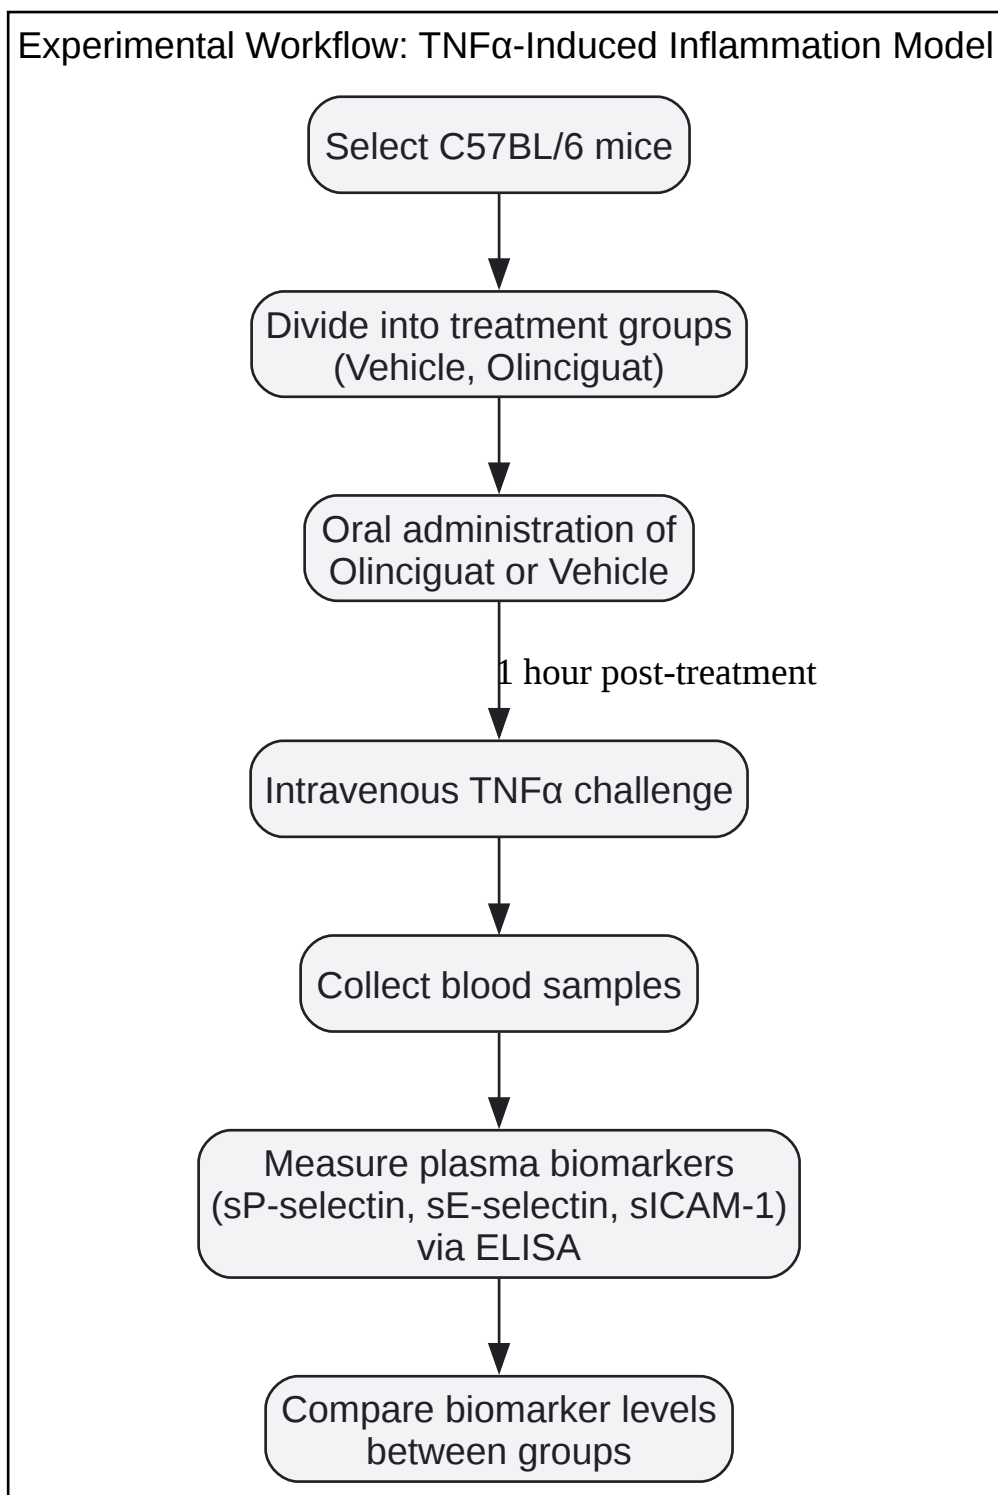 Experimental Workflow: TNFα-Induced Inflammation Model
Select C57BL/6 mice
Divide into treatment groups
(Vehicle, Olinciguat)
Oral administration of
Olinciguat or Vehicle
1 hour post-treatment
Intravenous TNFα challenge
Collect blood samples
Measure plasma biomarkers
(sP-selectin, sE-selectin, sICAM-1)
via ELISA
Compare biomarker levels
between groups